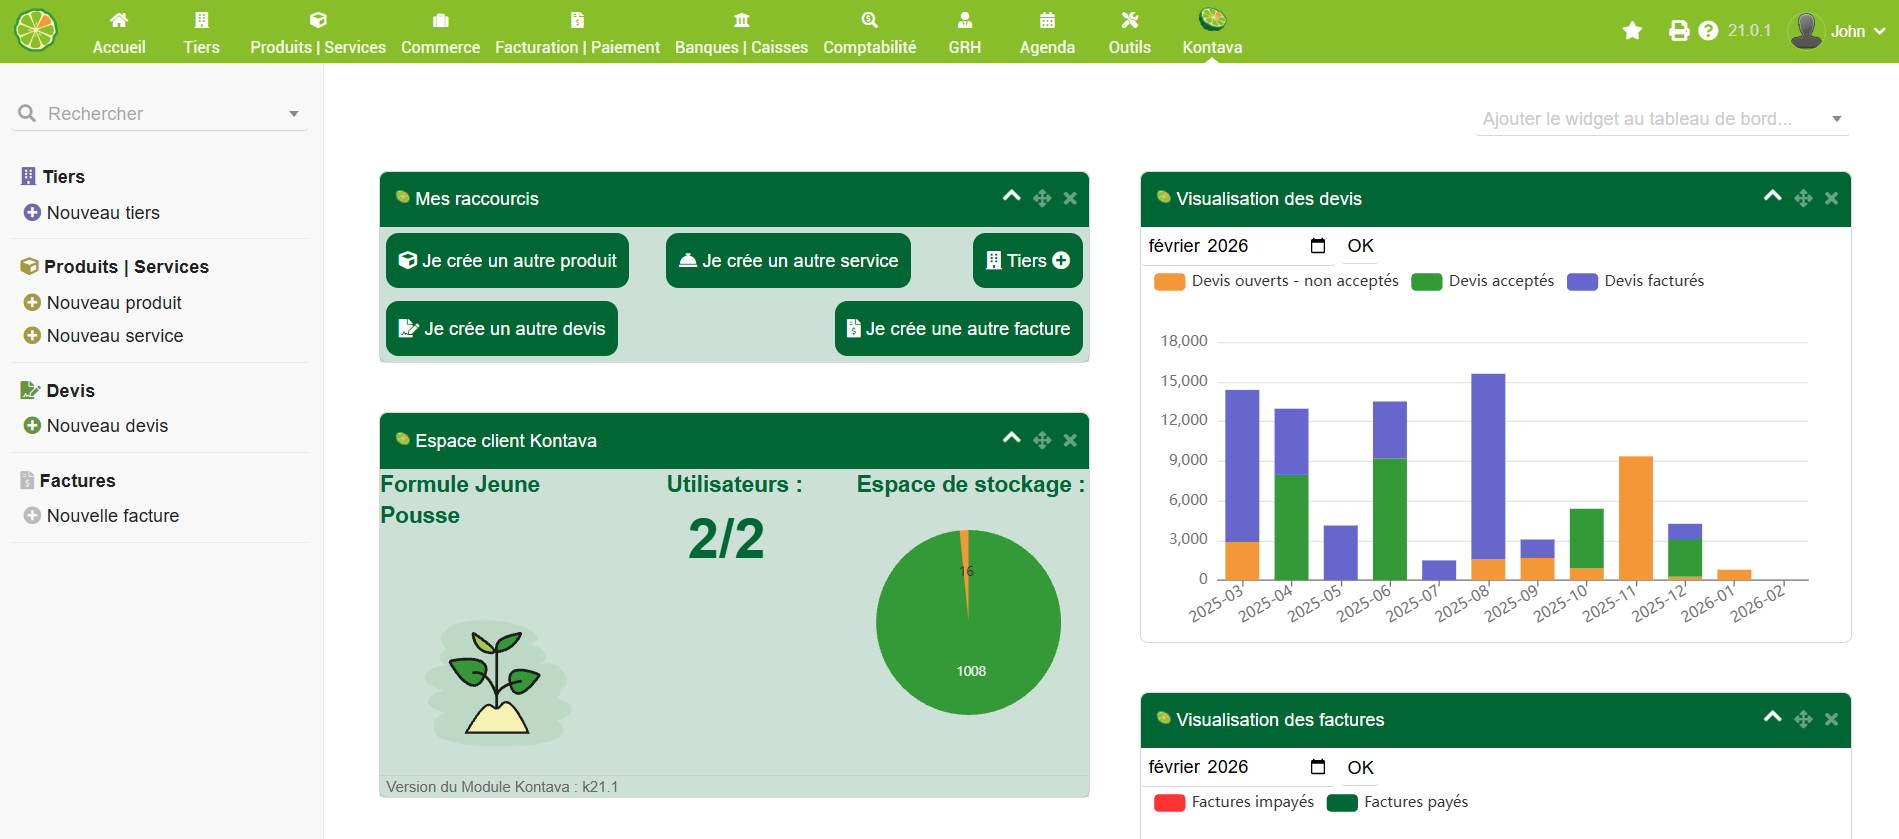 Accueil
Tiers
Produits | Services
Commerce
Facturation | Paiement
Banques | Caisses
Comptabilité
GRH
Agenda
Outils
Kontava
21.0.1
John
Rechercher
Tiers
Nouveau tiers
Produits | Services
Nouveau produit
Nouveau service
Devis
Nouveau devis
Factures
Nouvelle facture
Ajouter le widget au tableau de bord...
Mes raccourcis
Je crée un autre produit
Je crée un autre service
Tiers
Je crée un autre devis
Je crée une autre facture
Espace client Kontava
Formule Jeune
Pousse
Utilisateurs :
2/2
Espace de stockage :
16
1008
Version du Module Kontava : k21.1
Visualisation des devis
février 2026
OK
Devis ouverts - non acceptés
Devis acceptés
Devis facturés
18,000
15,000
12,000
9,000
6,000
3,000
0
2025-03
2025-04
2025-05
2025-06
2025-07
2025-08
2025-09
2025-10
2025-11
2025-12
2026-01
2026-02
Visualisation des factures
février 2026
OK
Factures impayés
Factures payés